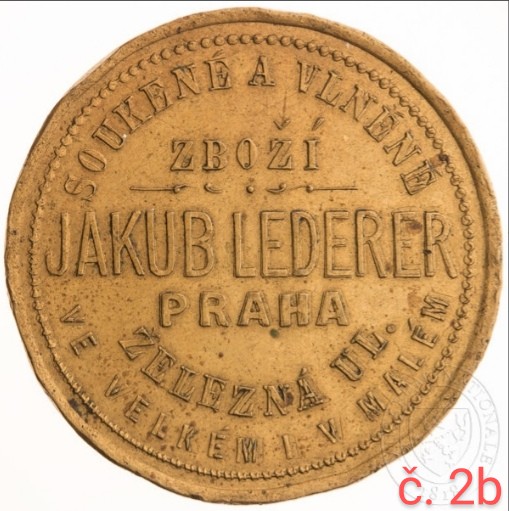 SOUKENÉ A VLNĚNÉ
ZBOŽÍ
JAKUB LEDERER
PRAHA
ŽELEZNÁ UL.
VE VELKÉM I V MALÉM
č. 2b